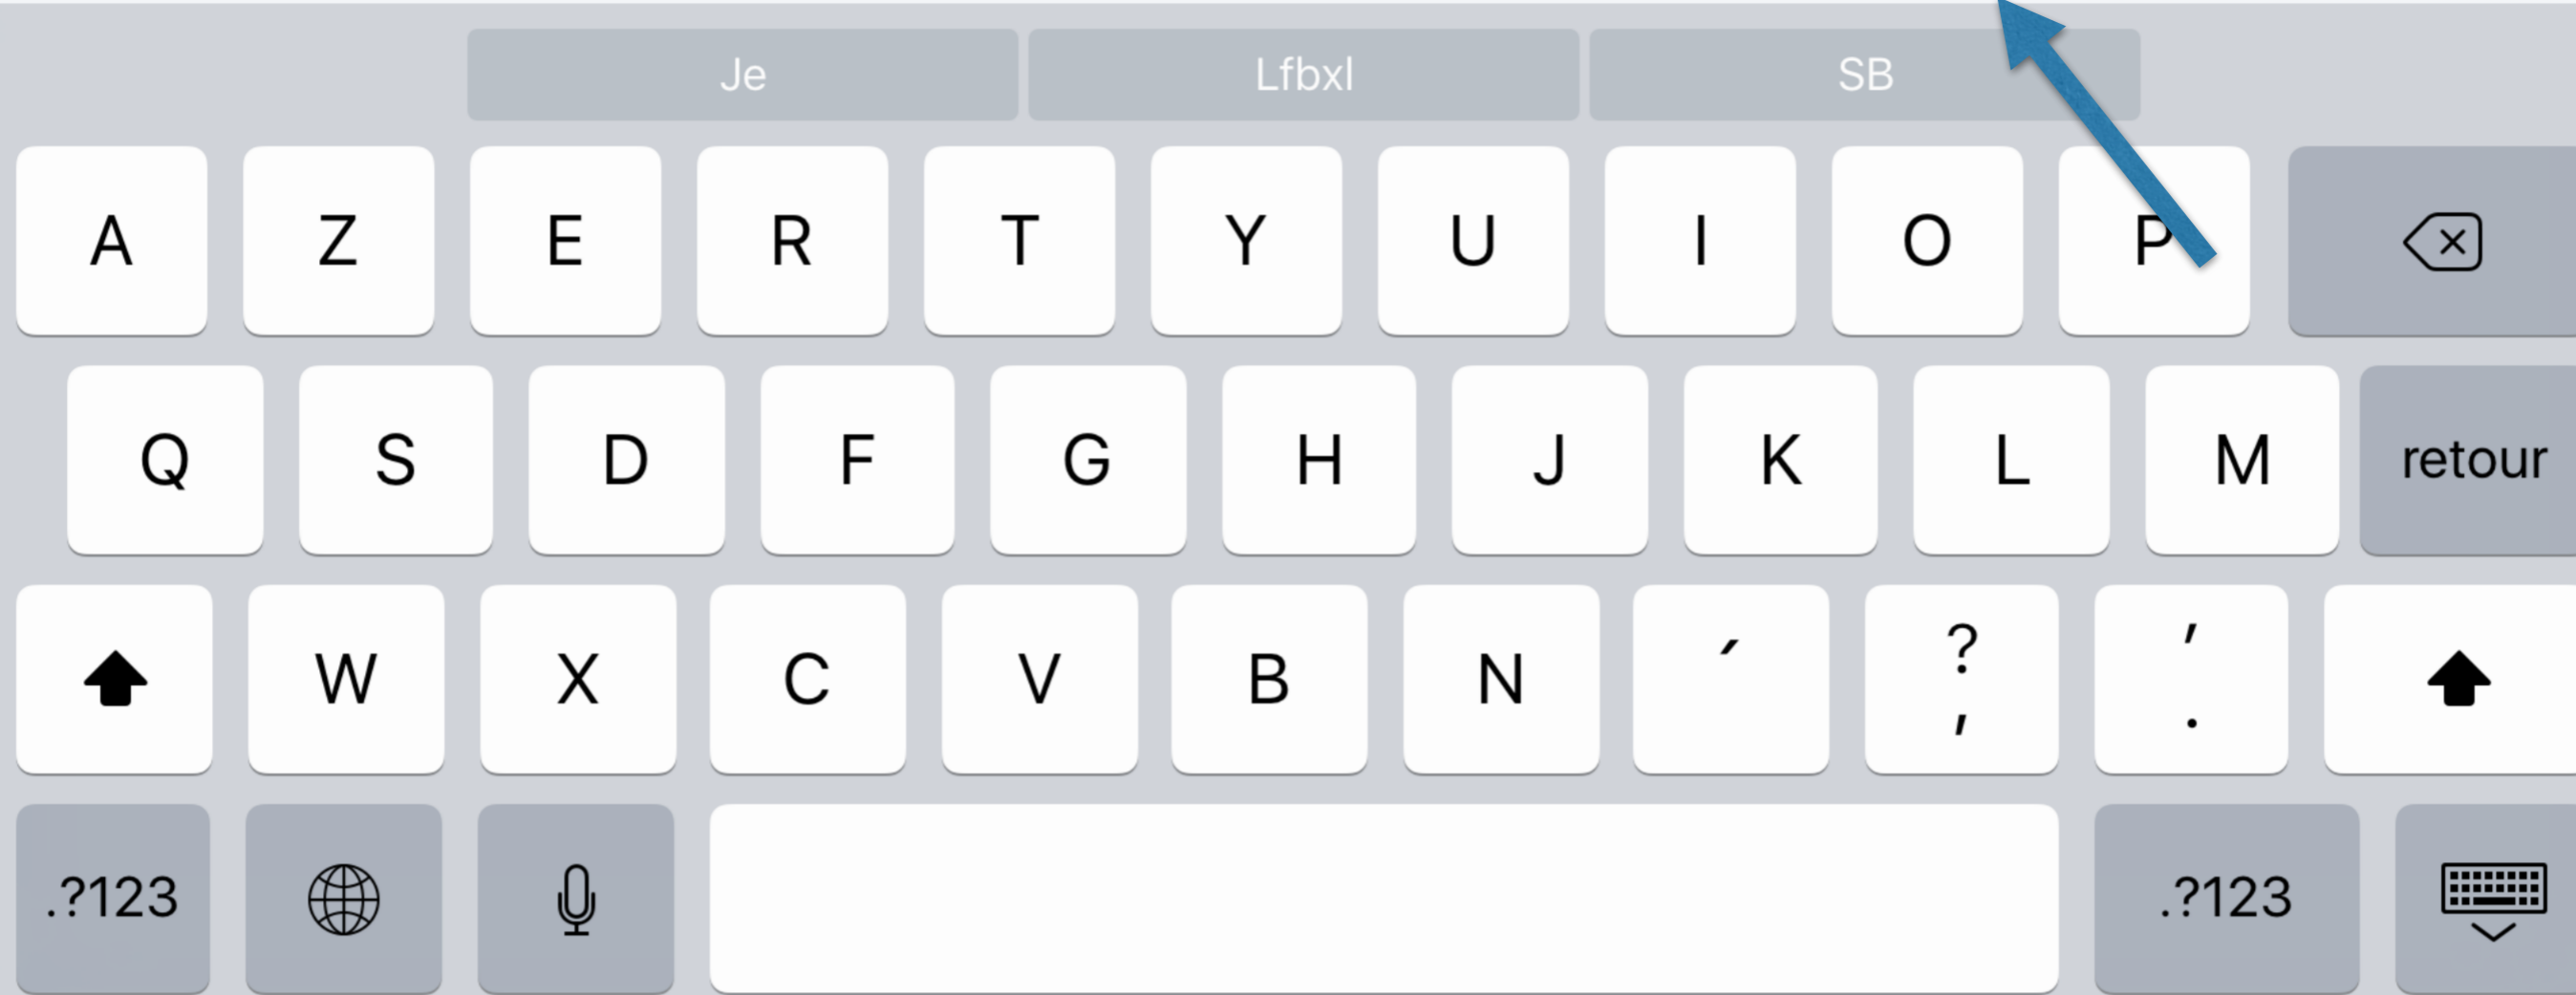 Je Lfbxl SB
A Z E R T Y U I O P
Q S D F G H J K L M retour
W X C V B N ´ ? , ' .
.?123 .?123